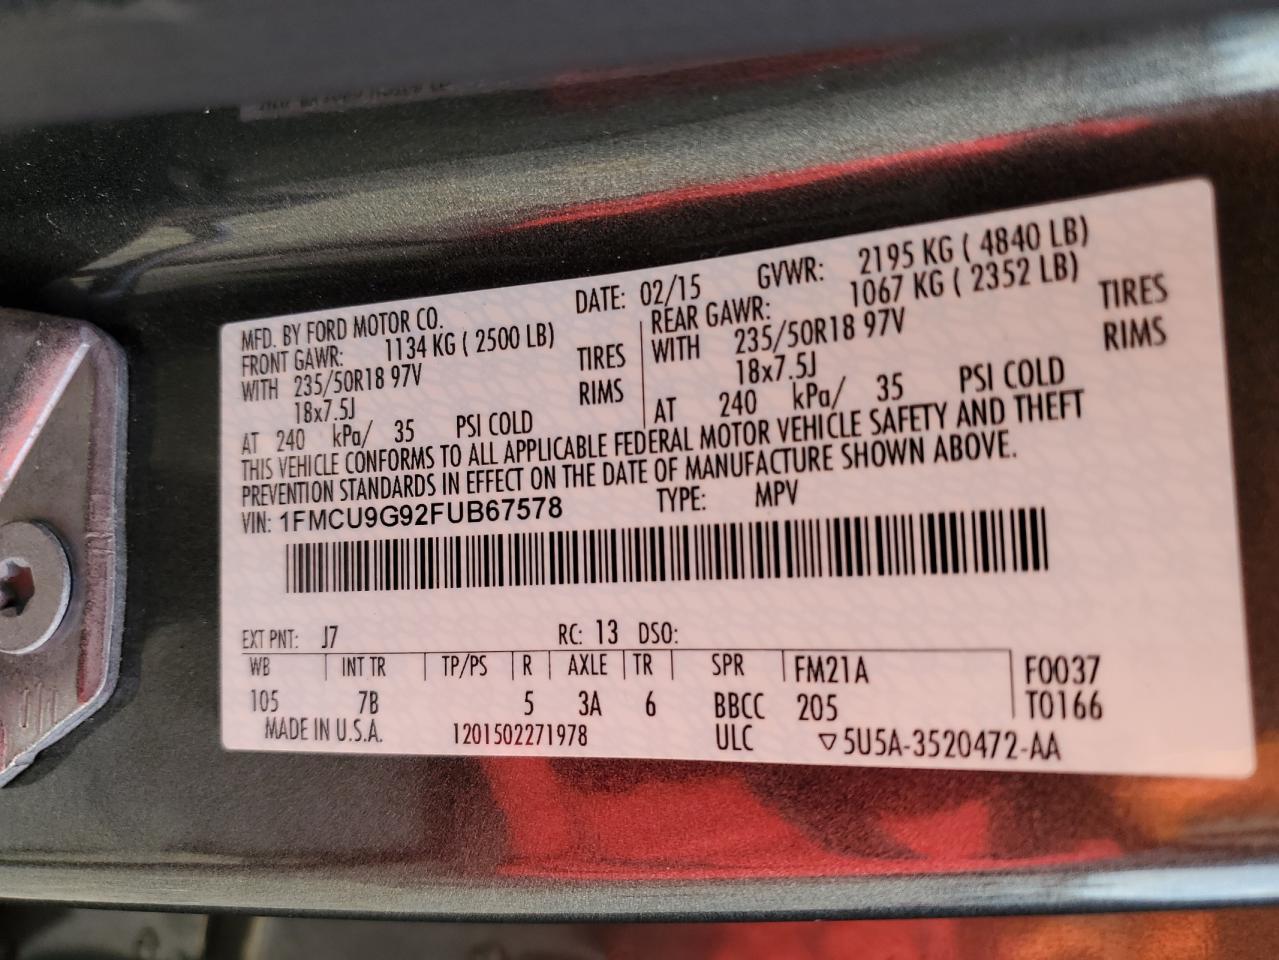 MFD. BY FORD MOTOR CO.
DATE: 02/15 GVWR: 2195 KG ( 4840 LB)
FRONT GAWR: 1134 KG ( 2500 LB)
WITH 235/50R18 97V TIRES
18x7.5J RIMS
AT 240 kPa/ 35 PSI COLD
REAR GAWR: 1067 KG ( 2352 LB)
WITH 235/50R18 97V TIRES
18x7.5J RIMS
AT 240 kPa/ 35 PSI COLD
THIS VEHICLE CONFORMS TO ALL APPLICABLE FEDERAL MOTOR VEHICLE SAFETY AND THEFT
PREVENTION STANDARDS IN EFFECT ON THE DATE OF MANUFACTURE SHOWN ABOVE.
VIN: 1FMCU9G92FUB67578 TYPE: MPV
EXT PNT: J7 RC: 13 DSO:
WB INT TR TP/PS R AXLE TR SPR FM21A F0037
105 7B 5 3A 6 BBCC 205 T0166
MADE IN U.S.A. 1201502271978 ULC ▽5U5A-3520472-AA